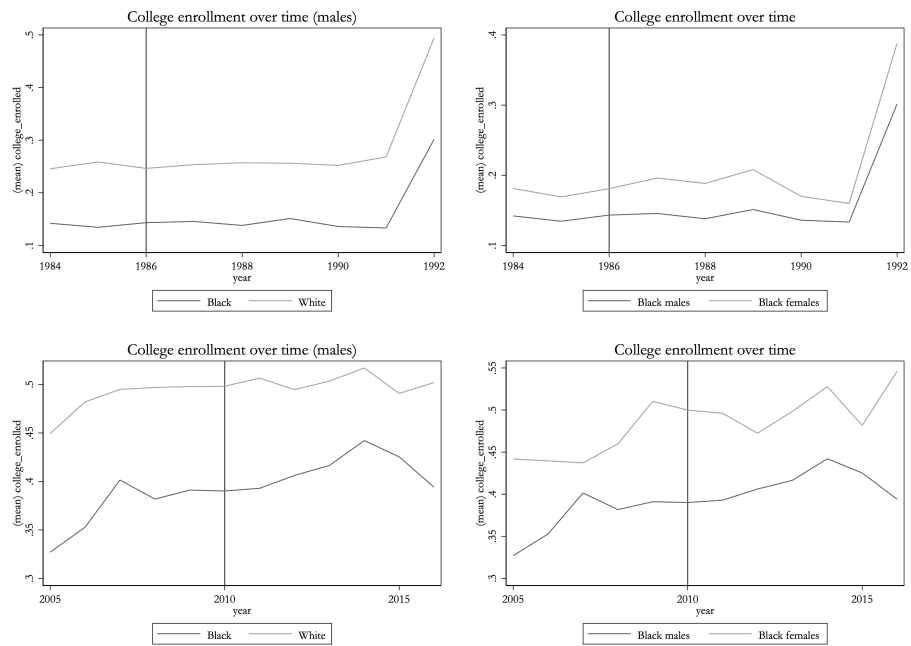 College enrollment over time (males)
(mean) college_enrolled
.5
.4
.3
.2
.1
1984
1986
1988
1990
1992
year
Black
White
College enrollment over time
(mean) college_enrolled
.4
.3
.2
.1
1984
1986
1988
1990
1992
year
Black males
Black females
College enrollment over time (males)
(mean) college_enrolled
.5
.45
.4
.35
.3
2005
2010
2015
year
Black
White
College enrollment over time
(mean) college_enrolled
.55
.5
.45
.4
.35
.3
2005
2010
2015
year
Black males
Black females